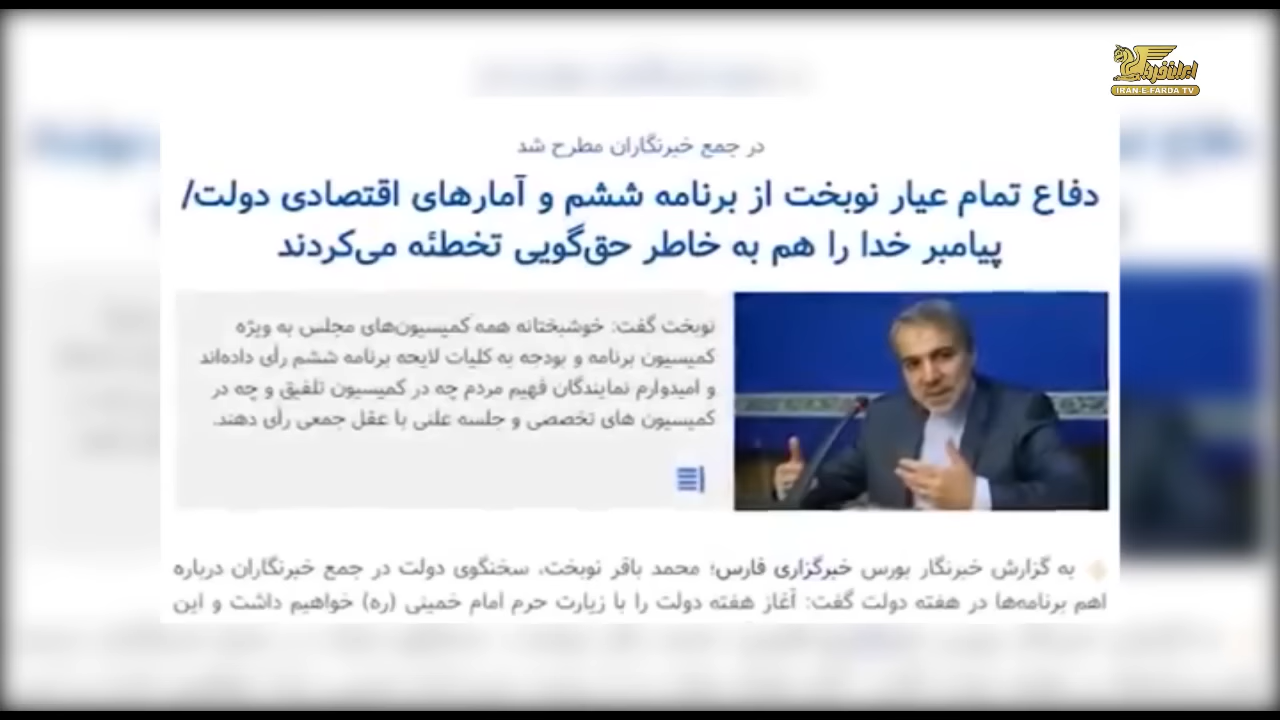 ایران فردا
IRAN-E-FARDA TV
در جمع خبرنگاران مطرح شد
دفاع تمام عیار نوبخت از برنامه ششم و آمارهای اقتصادی دولت/
پیامبر خدا را هم به خاطر حق‌گویی تخطئه می‌کردند
نوبخت گفت: خوشبختانه همه کمیسیون‌های مجلس به ویژه
کمیسیون برنامه و بودجه به کلیات لایحه برنامه ششم رأی داده‌اند
و امیدوارم نمایندگان فهیم مردم چه در کمیسیون تلفیق و چه در
کمیسیون های تخصصی و جلسه علنی با عقل جمعی رأی دهند.
به گزارش خبرنگار بورس خبرگزاری فارس؛ محمد باقر نوبخت، سخنگوی دولت در جمع خبرنگاران درباره
اهم برنامه‌ها در هفته دولت گفت: آغاز هفته دولت را با زیارت حرم امام خمینی (ره) خواهیم داشت و این